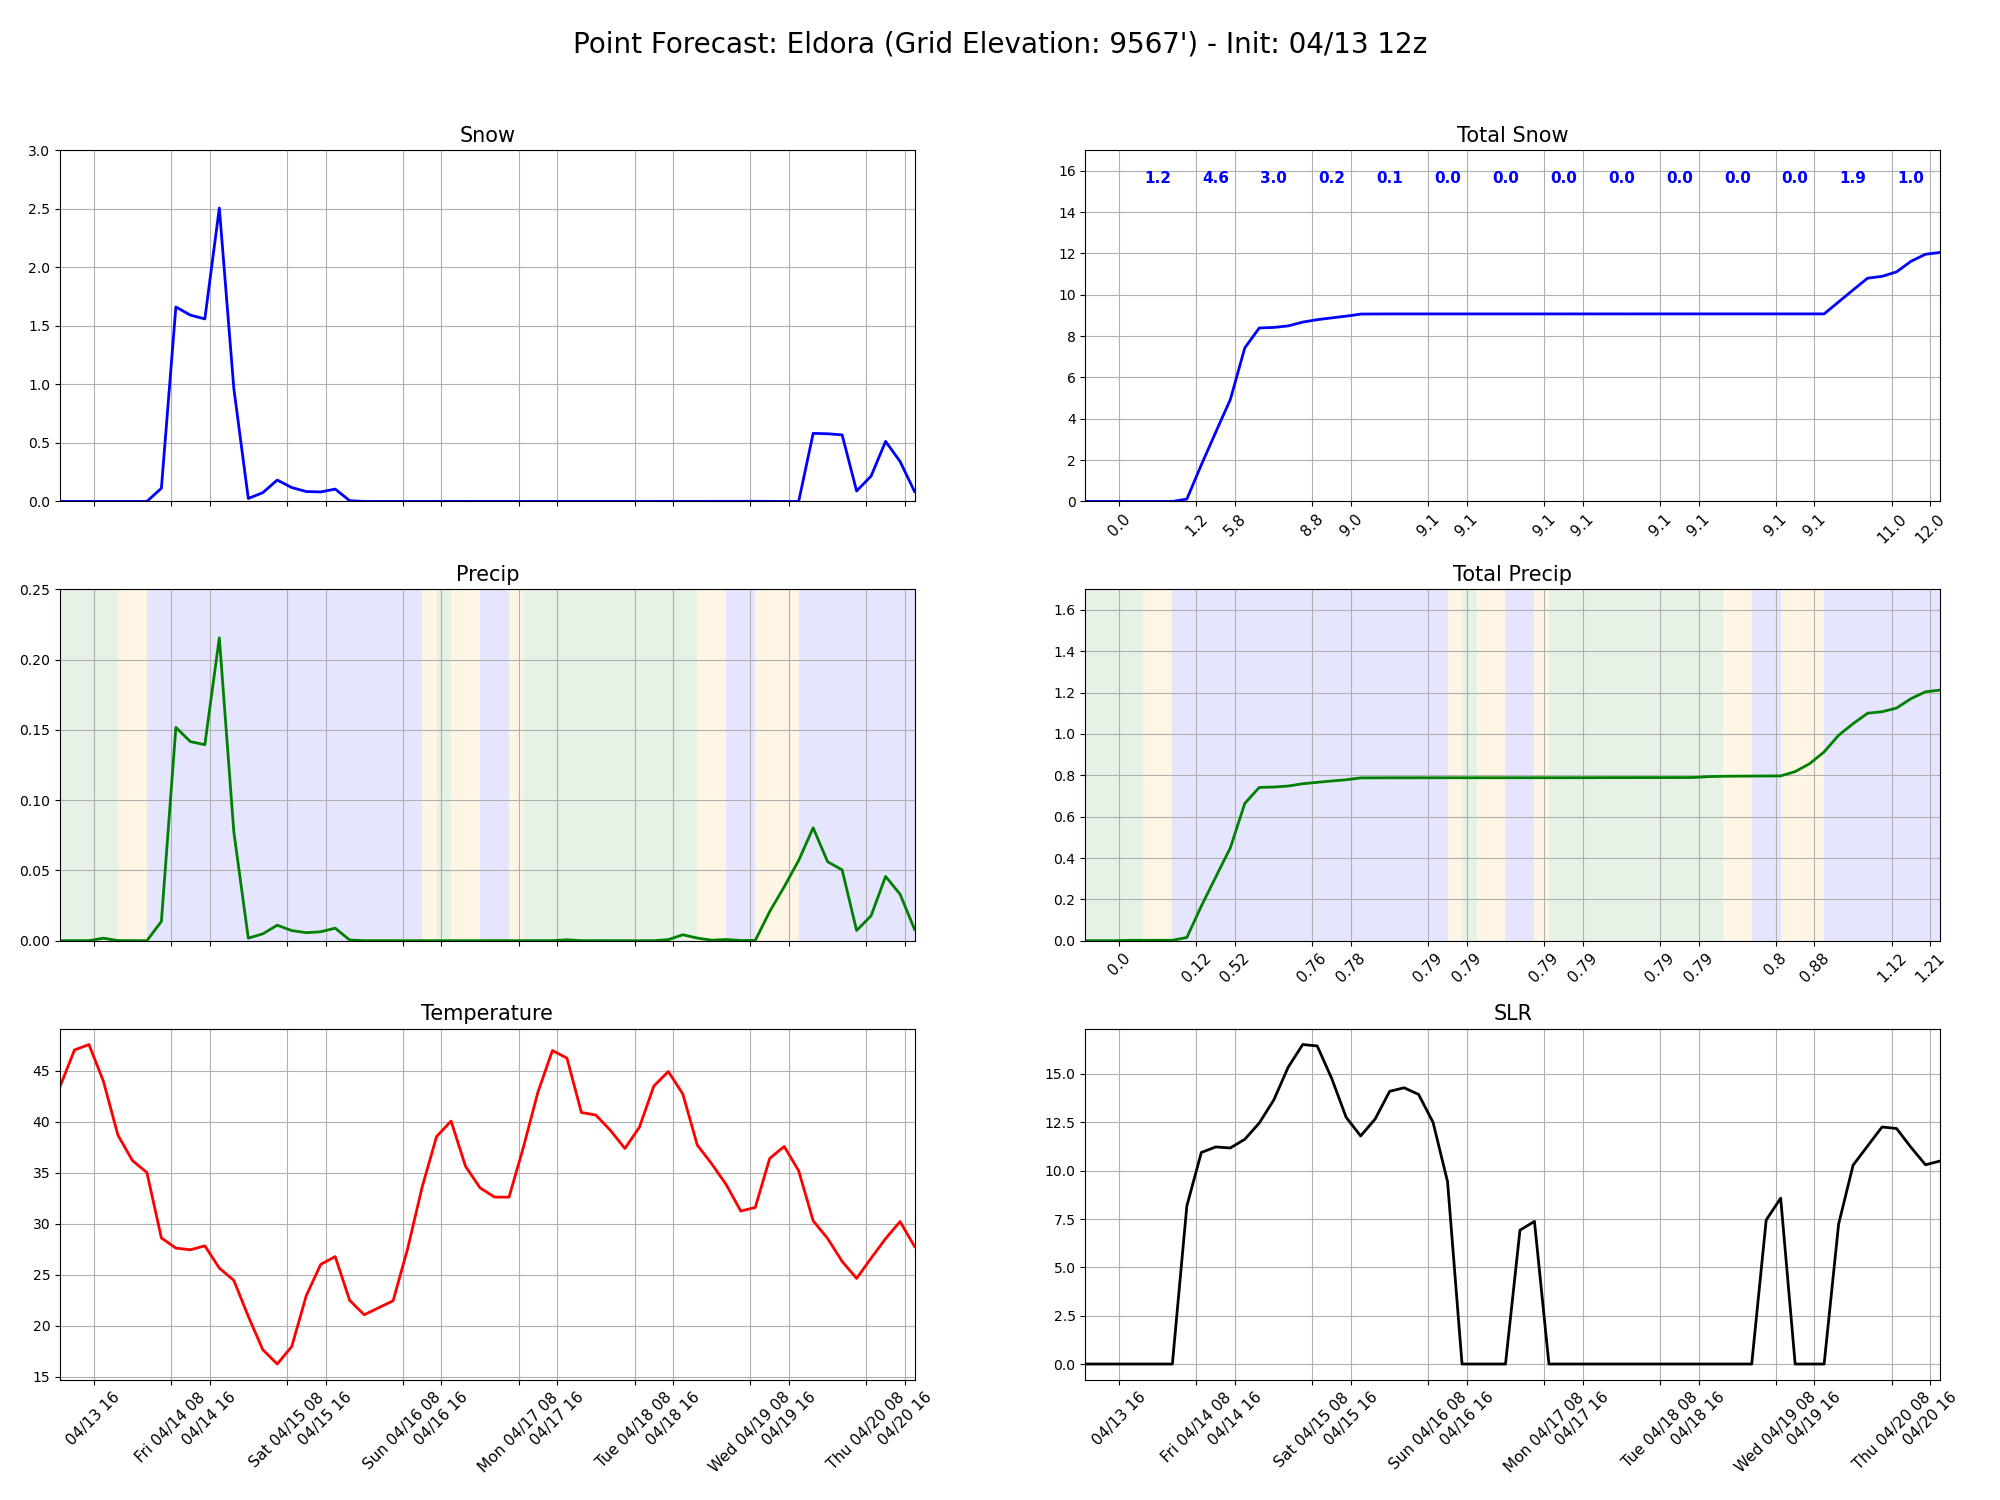 Point Forecast: Eldora (Grid Elevation: 9567') - Init: 04/13 12z
Snow
3.0
2.5
2.0
1.5
1.0
0.5
0.0
Total Snow
1.2 4.6 3.0 0.2 0.1 0.0 0.0 0.0 0.0 0.0 0.0 0.0 1.9 1.0
16
14
12
10
8
6
4
2
0
0.0 1.2 5.8 8.8 9.0 9.1 9.1 9.1 9.1 9.1 9.1 9.1 9.1 11.0 12.0
Precip
0.25
0.20
0.15
0.10
0.05
0.00
Total Precip
1.6
1.4
1.2
1.0
0.8
0.6
0.4
0.2
0.0
0.0 0.12 0.52 0.76 0.78 0.79 0.79 0.79 0.79 0.79 0.79 0.8 0.88 1.12 1.21
Temperature
45
40
35
30
25
20
15
04/13 16
Fri 04/14 08
04/14 16
Sat 04/15 08
04/15 16
Sun 04/16 08
04/16 16
Mon 04/17 08
04/17 16
Tue 04/18 08
04/18 16
Wed 04/19 08
04/19 16
Thu 04/20 08
04/20 16
SLR
15.0
12.5
10.0
7.5
5.0
2.5
0.0
04/13 16
Fri 04/14 08
04/14 16
Sat 04/15 08
04/15 16
Sun 04/16 08
04/16 16
Mon 04/17 08
04/17 16
Tue 04/18 08
04/18 16
Wed 04/19 08
04/19 16
Thu 04/20 08
04/20 16